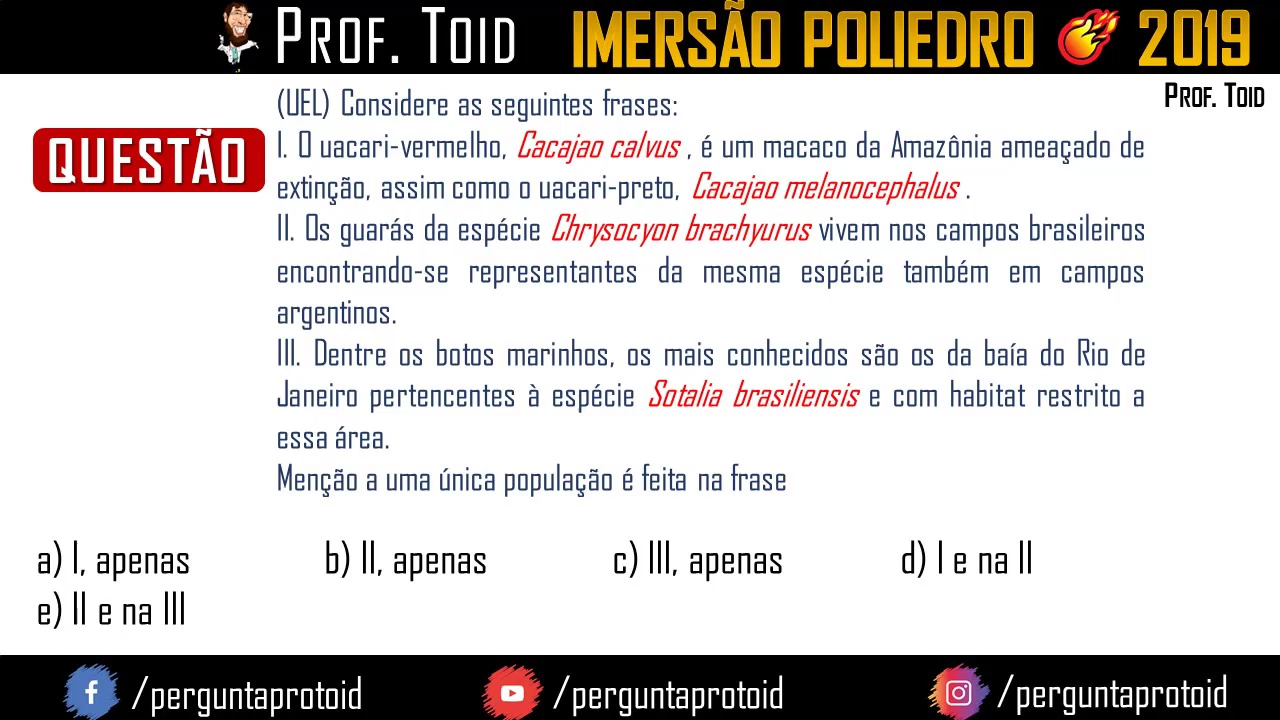 PROF. TOID IMERSÃO POLIEDRO 2019
PROF. TOID
QUESTÃO
(UEL) Considere as seguintes frases:
I. O uacari-vermelho, Cacajao calvus , é um macaco da Amazônia ameaçado de
extinção, assim como o uacari-preto, Cacajao melanocephalus .
II. Os guarás da espécie Chrysocyon brachyurus vivem nos campos brasileiros
encontrando-se representantes da mesma espécie também em campos
argentinos.
III. Dentre os botos marinhos, os mais conhecidos são os da baía do Rio de
Janeiro pertencentes à espécie Sotalia brasiliensis e com habitat restrito a
essa área.
Menção a uma única população é feita na frase
a) I, apenas b) II, apenas c) III, apenas d) I e na II
e) II e na III
/perguntaprotoid /perguntaprotoid /perguntaprotoid